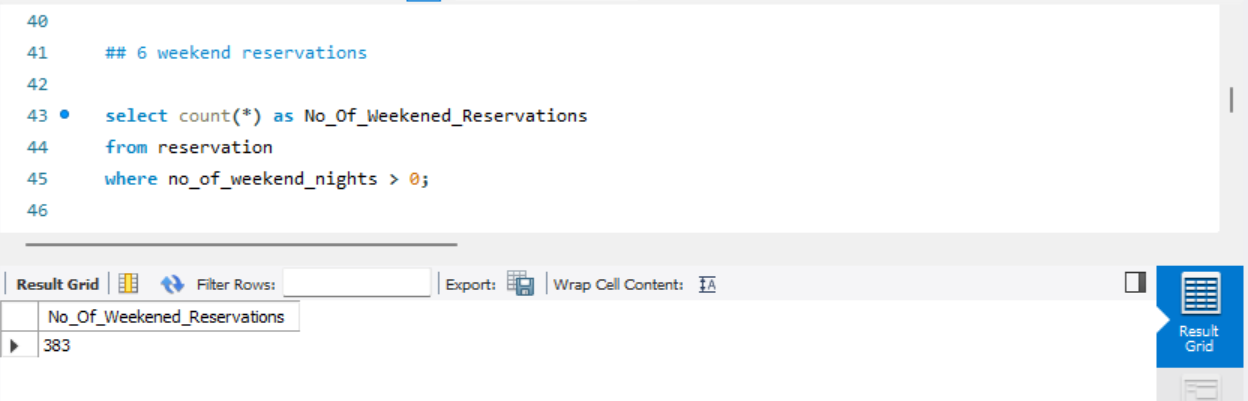 40
41 ## 6 weekend reservations
42
43 select count(*) as No_Of_Weekened_Reservations
44 from reservation
45 where no_of_weekend_nights > 0;
46
Result Grid Filter Rows: Export: Wrap Cell Content: IA
No_Of_Weekened_Reservations
383
Result
Grid